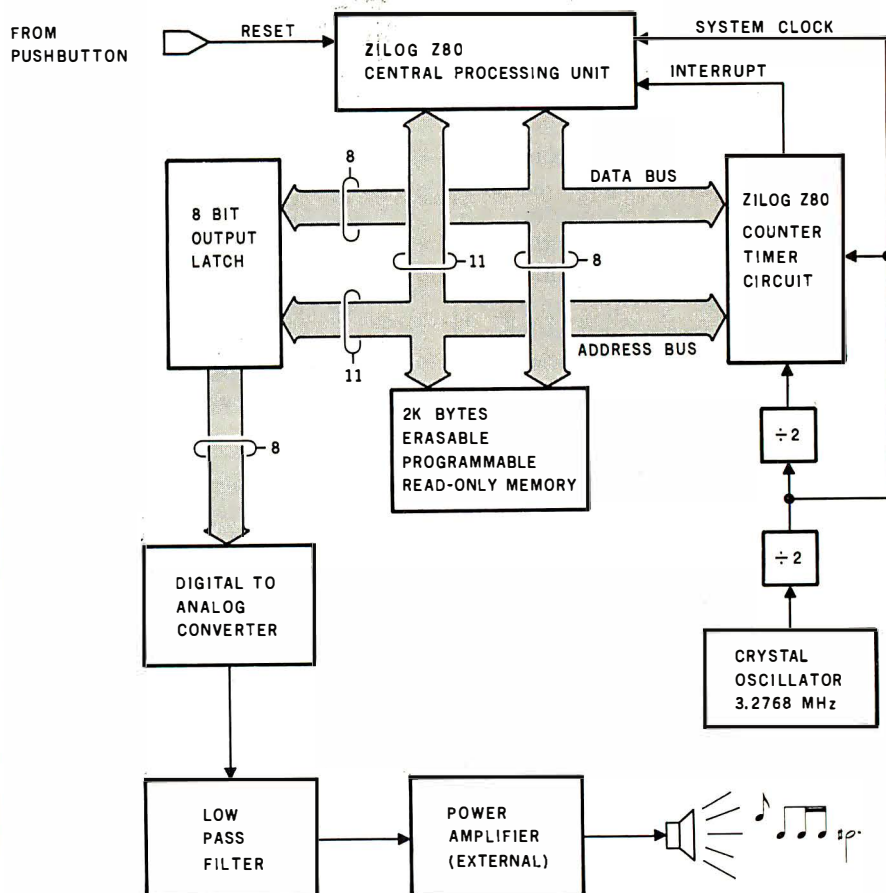 FROM
PUSHBUTTON
RESET
ZILOG Z80
CENTRAL PROCESSING UNIT
SYSTEM CLOCK
INTERRUPT
8 BIT
OUTPUT
LATCH
8
DATA BUS
ZILOG Z80
COUNTER
TIMER
CIRCUIT
11
8
11
ADDRESS BUS
2K BYTES
ERASABLE
PROGRAMMABLE
READ-ONLY MEMORY
÷2
8
÷2
DIGITAL TO
ANALOG
CONVERTER
CRYSTAL
OSCILLATOR
3.2768 MHz
LOW
PASS
FILTER
POWER
AMPLIFIER
(EXTERNAL)